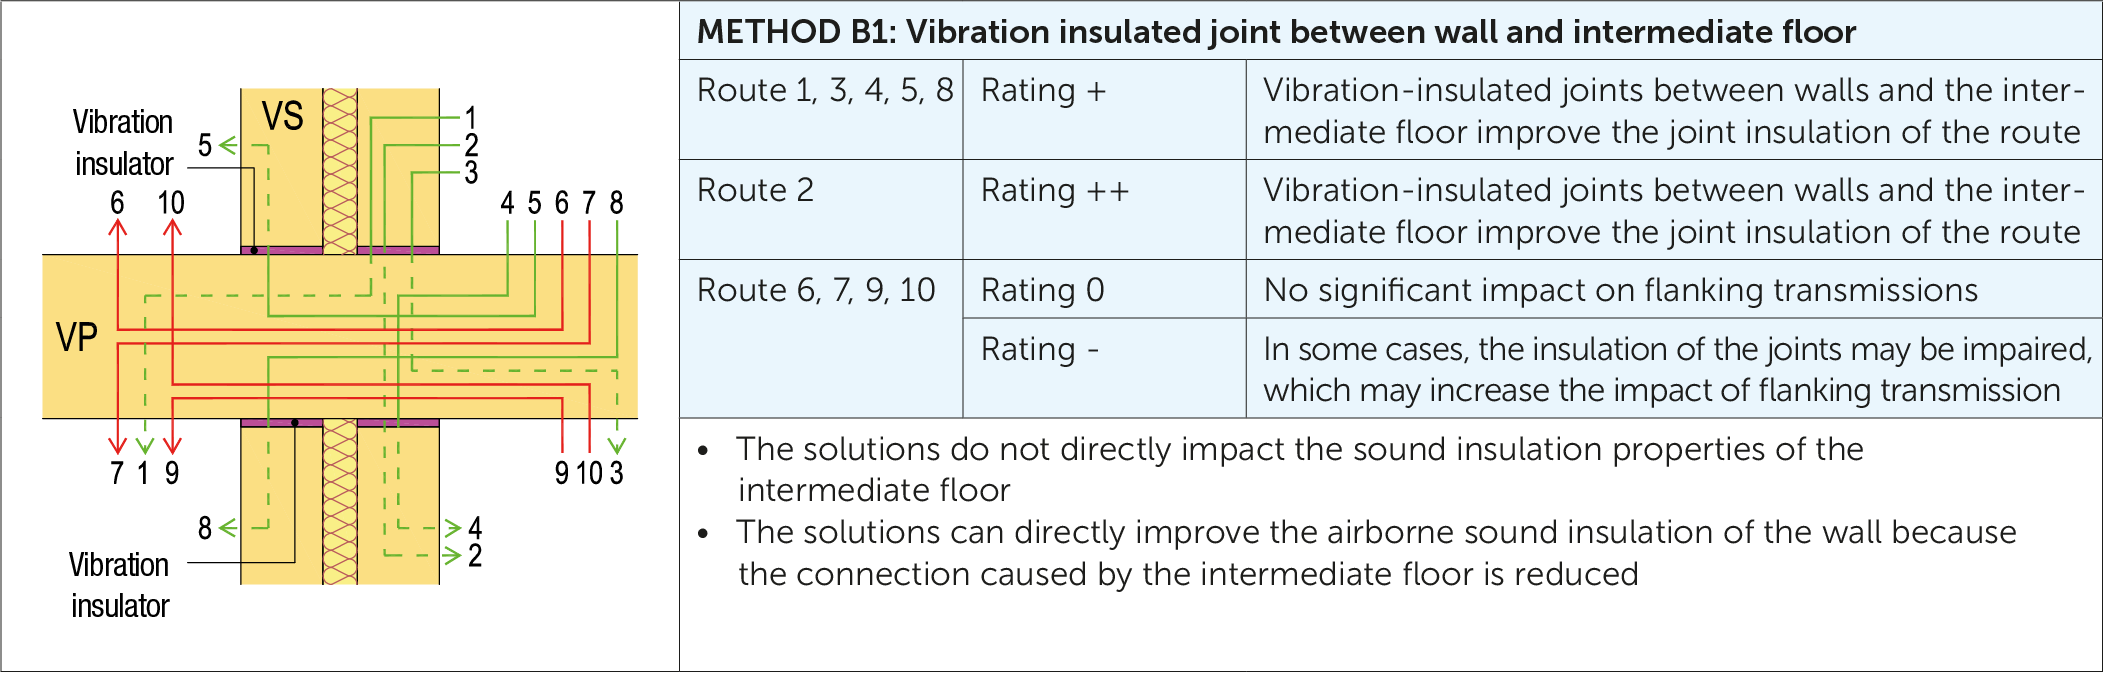 Vibration
insulator
VS
1
2
3
5
6 10
4 5 6 7 8
VP
7 1 9
9 10 3
8
4
2
Vibration
insulator
METHOD B1: Vibration insulated joint between wall and intermediate floor
Route 1, 3, 4, 5, 8
Rating +
Vibration-insulated joints between walls and the inter-
mediate floor improve the joint insulation of the route
Route 2
Rating ++
Vibration-insulated joints between walls and the inter-
mediate floor improve the joint insulation of the route
Route 6, 7, 9, 10
Rating 0
No significant impact on flanking transmissions
Rating -
In some cases, the insulation of the joints may be impaired,
which may increase the impact of flanking transmission
• The solutions do not directly impact the sound insulation properties of the
intermediate floor
• The solutions can directly improve the airborne sound insulation of the wall because
the connection caused by the intermediate floor is reduced